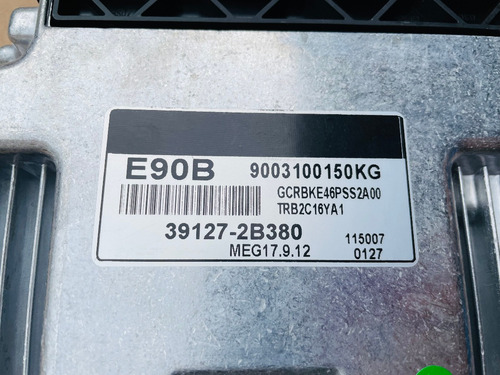 E90B 9003100150KG
GCRBKE46PSS2A00
TRB2C16YA1
39127-2B380 115007
MEG17.9.12 0127